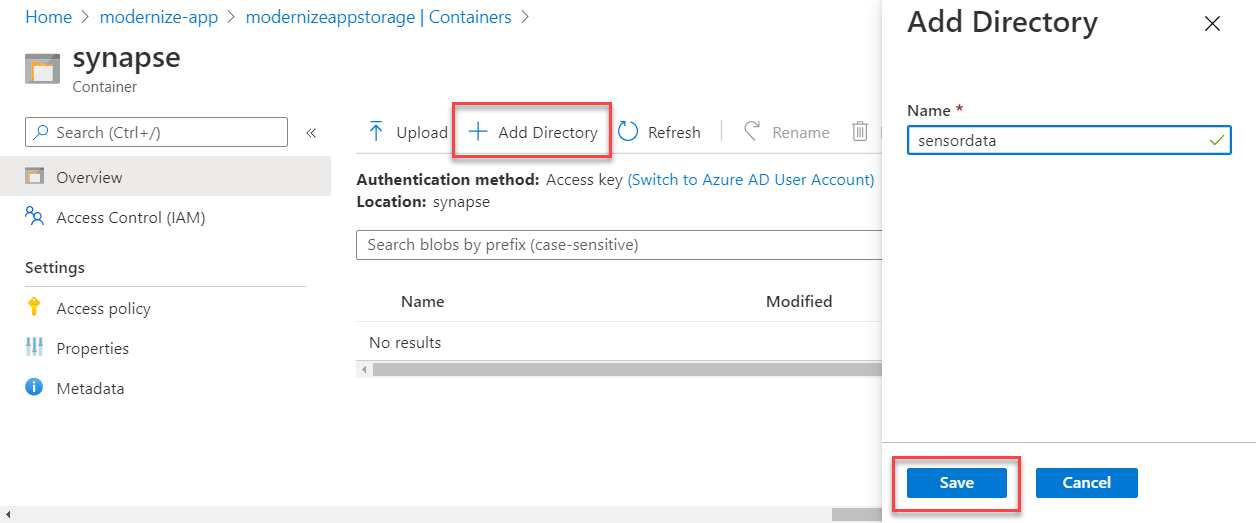 Home > modernize-app > modernizeappstorage | Containers >
synapse
Container
Search (Ctrl+/)
«
Overview
Access Control (IAM)
Settings
Access policy
Properties
Metadata
Upload
Add Directory
Refresh
Rename
Authentication method: Access key (Switch to Azure AD User Account)
Location: synapse
Search blobs by prefix (case-sensitive)
Name Modified
No results
Add Directory
Name *
sensordata
Save Cancel